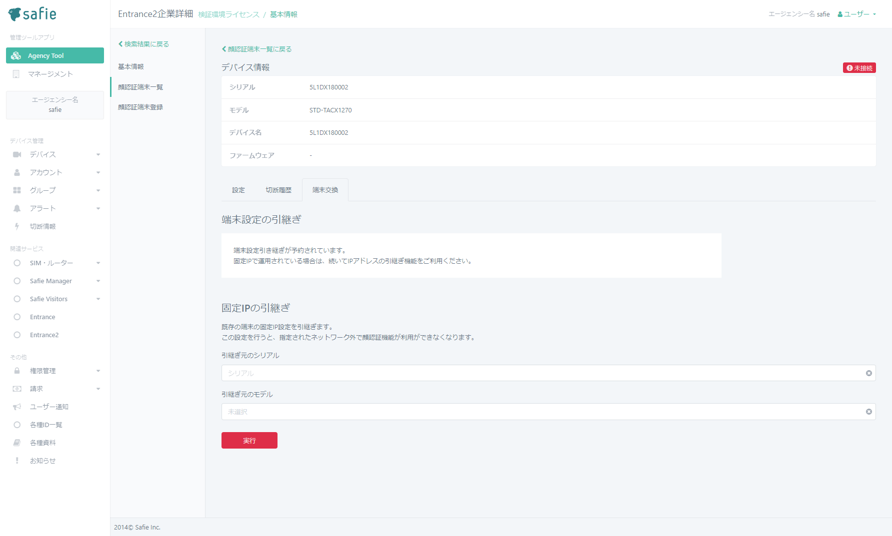 safie
Entrance2企業詳細
検証環境ライセンス / 基本情報
エージェンシー名 safie
ユーザー
管理ツールアプリ
Agency Tool
マネージメント
エージェンシー名
safie
デバイス管理
デバイス
アカウント
グループ
アラート
切断情報
関連サービス
SIM・ルーター
Safie Manager
Safie Visitors
Entrance
Entrance2
その他
権限管理
請求
ユーザー通知
各種ID一覧
各種資料
お知らせ
検索結果に戻る
基本情報
顔認証端末一覧
顔認証端末登録
顔認証端末一覧に戻る
デバイス情報
未接続
シリアル 5L1DX180002
モデル STD-TACX1270
デバイス名 5L1DX180002
ファームウェア -
設定 切断履歴 端末交換
端末設定の引継ぎ
端末設定引き継ぎが予約されています。
固定IPで運用されている場合は、続いてIPアドレスの引継ぎ機能をご利用ください。
固定IPの引継ぎ
既存の端末の固定IP設定を引継ぎます。
この設定を行うと、指定されたネットワーク外で顔認証機能が利用ができなくなります。
引継ぎ元のシリアル
シリアル
引継ぎ元のモデル
未選択
実行
2014© Safie Inc.